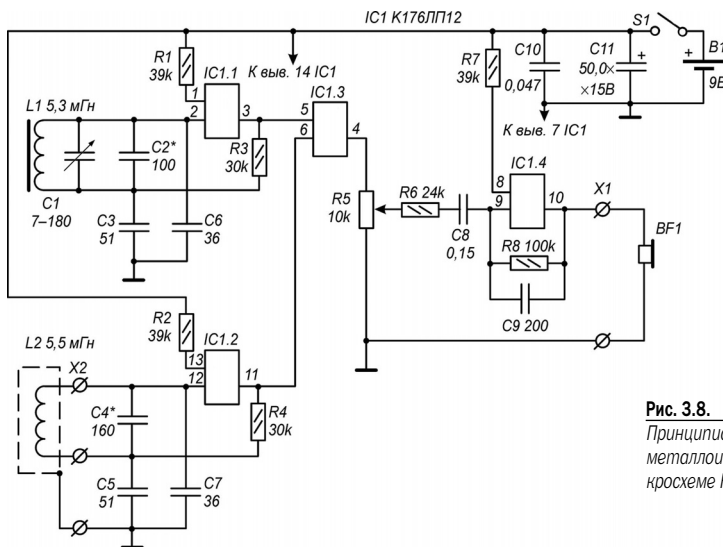 IC1 К176ЛП12
S1
R1
39k
К выв. 14 IC1
R7
39k
C10
0,047
C11
50,0×
×15В
+
+
B1
9В
К выв. 7 IC1
IC1.1
1
2
3
IC1.3
5
6
4
L1 5,3 мГн
C2*
100
R3
30k
C1
7–180
C3
51
C6
36
R5
10k
R6 24k
C8
0,15
IC1.4
8
9
10
X1
BF1
R8 100k
C9 200
R2
39k
IC1.2
13
12
11
L2 5,5 мГн
X2
C4*
160
R4
30k
C5
51
C7
36
Рис. 3.8.
металлои
кросхеме